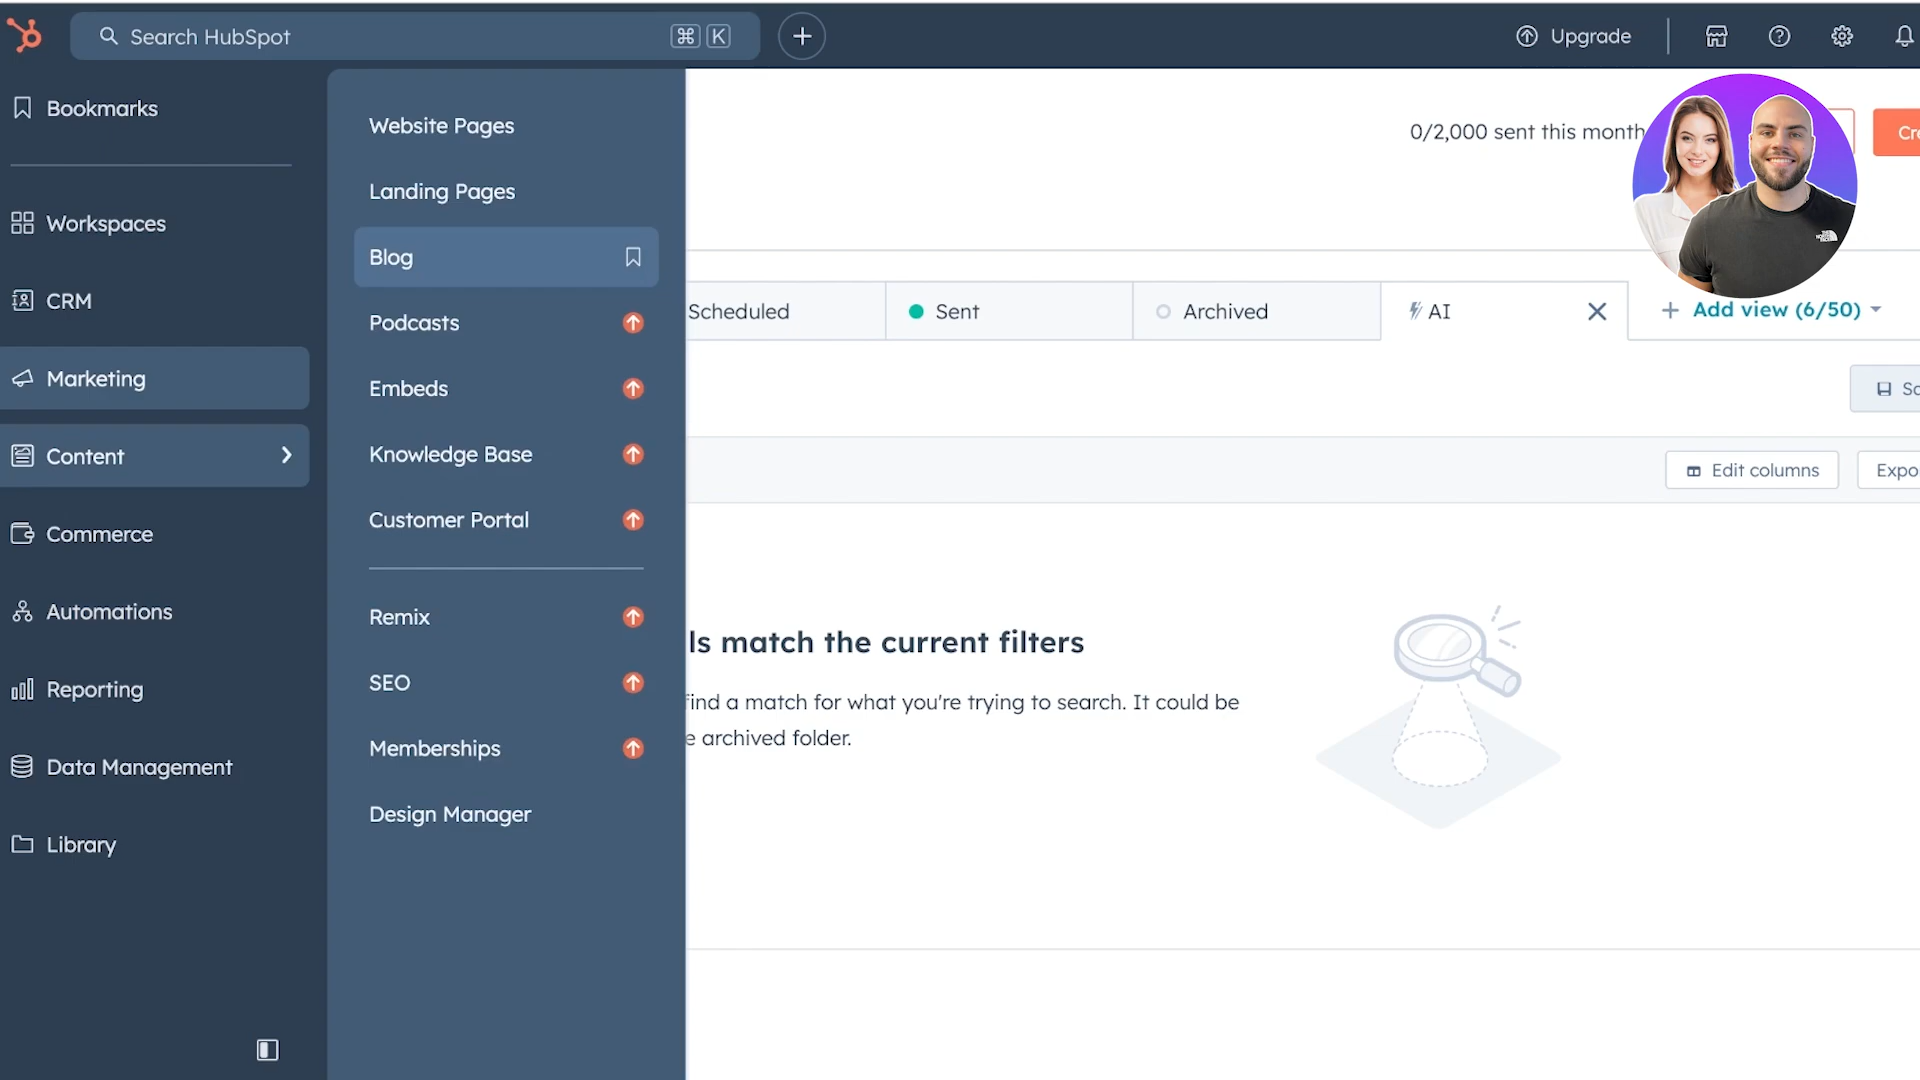 Search HubSpot ⌘ K
Upgrade
Bookmarks
Workspaces
CRM
Marketing
Content
Commerce
Automations
Reporting
Data Management
Library
Website Pages
Landing Pages
Blog
Podcasts
Embeds
Knowledge Base
Customer Portal
Remix
SEO
Memberships
Design Manager
0/2,000 sent this month
Cre
Scheduled
Sent
Archived
AI
Add view (6/50)
Edit columns
Expo
ls match the current filters
find a match for what you're trying to search. It could be
e archived folder.